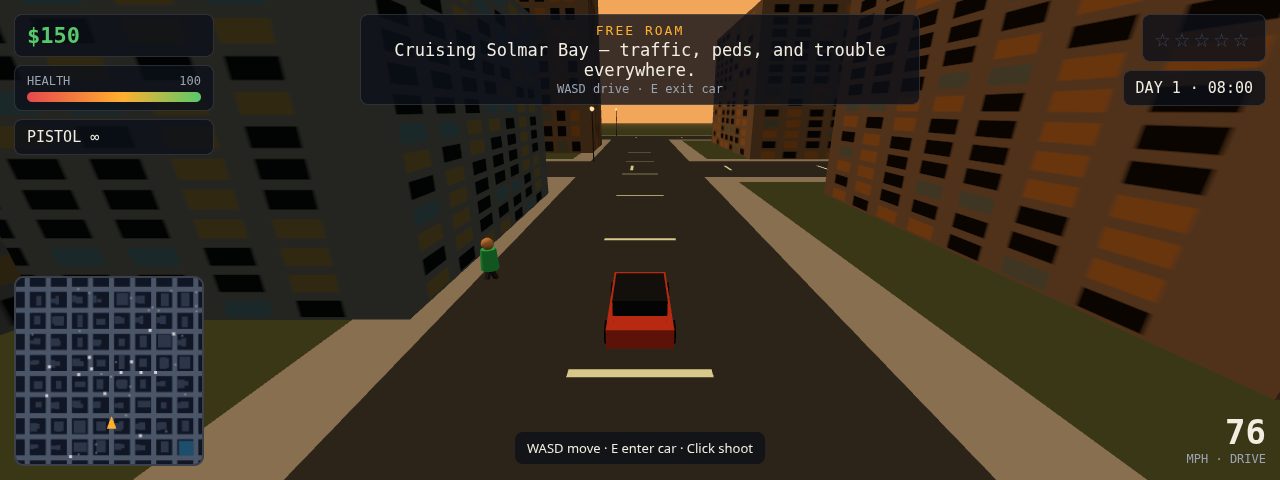 $150
HEALTH 100
PISTOL ∞
FREE ROAM
Cruising Solmar Bay — traffic, peds, and trouble
everywhere.
WASD drive · E exit car
☆☆☆☆☆
DAY 1 · 08:00
WASD move · E enter car · Click shoot
76
MPH · DRIVE